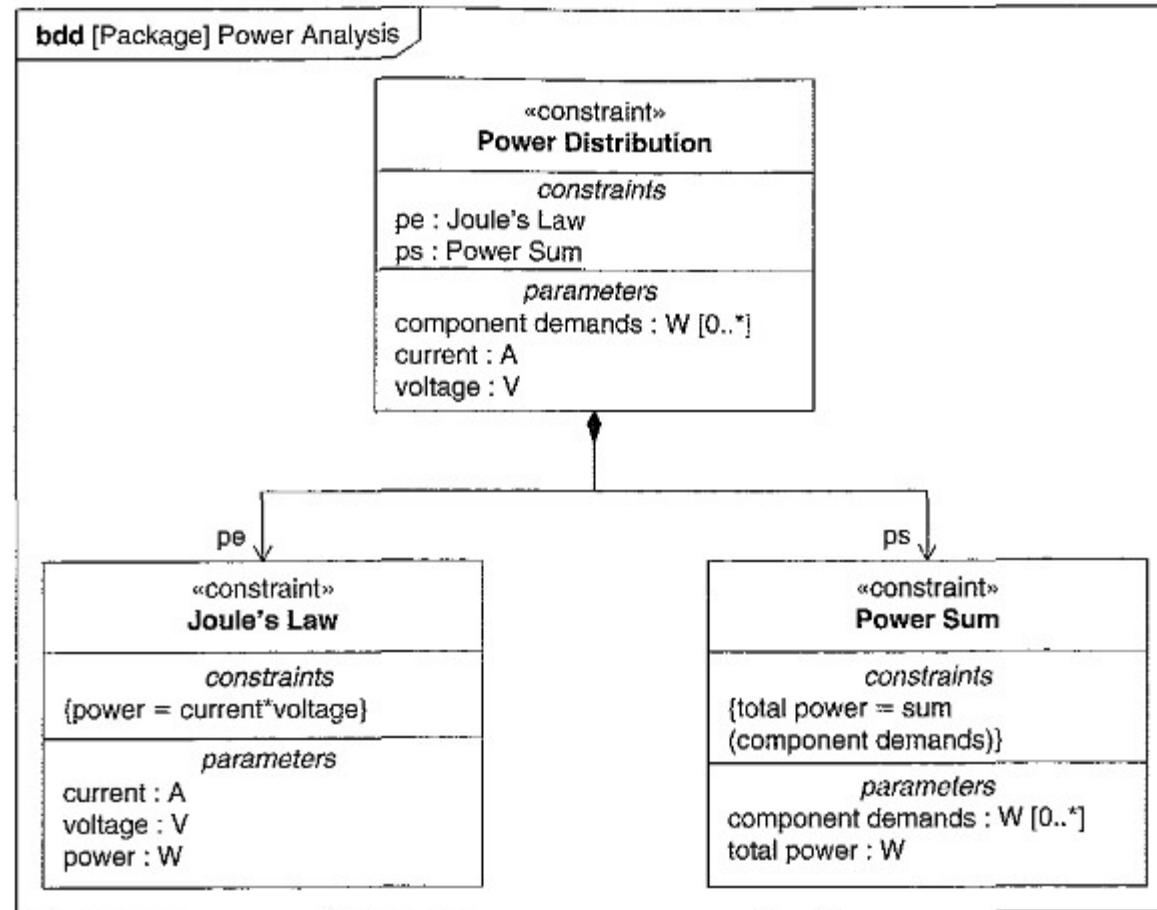 bdd [Package] Power Analysis
«constraint»
Power Distribution
constraints
pe : Joule's Law
ps : Power Sum
parameters
component demands : W [0..*]
current : A
voltage : V
pe
«constraint»
Joule's Law
constraints
{power = current*voltage}
parameters
current : A
voltage : V
power : W
ps
«constraint»
Power Sum
constraints
{total power = sum
(component demands)}
parameters
component demands : W [0..*]
total power : W